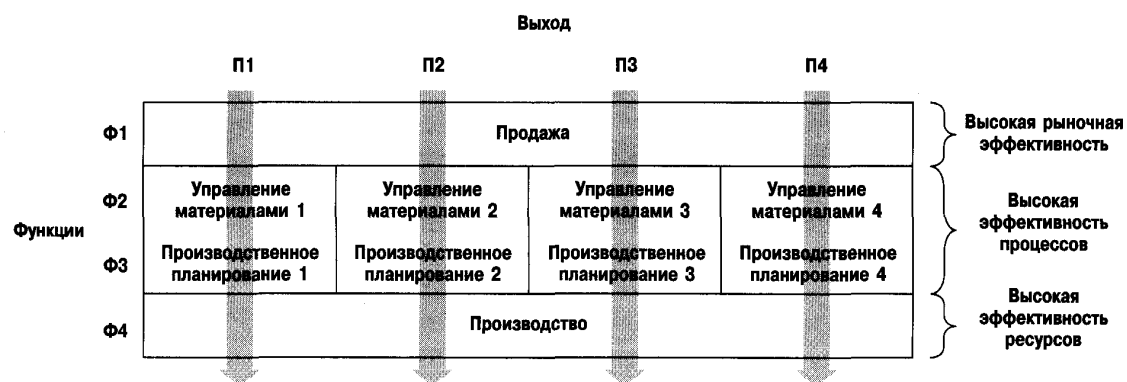 Выход
П1 П2 П3 П4
Ф1
Продажа
Высокая рыночная
эффективность
Функции
Ф2
Управление
материалами 1
Управление
материалами 2
Управление
материалами 3
Управление
материалами 4
Высокая
эффективность
процессов
Ф3
Производственное
планирование 1
Производственное
планирование 2
Производственное
планирование 3
Производственное
планирование 4
Ф4
Производство
Высокая
эффективность
ресурсов